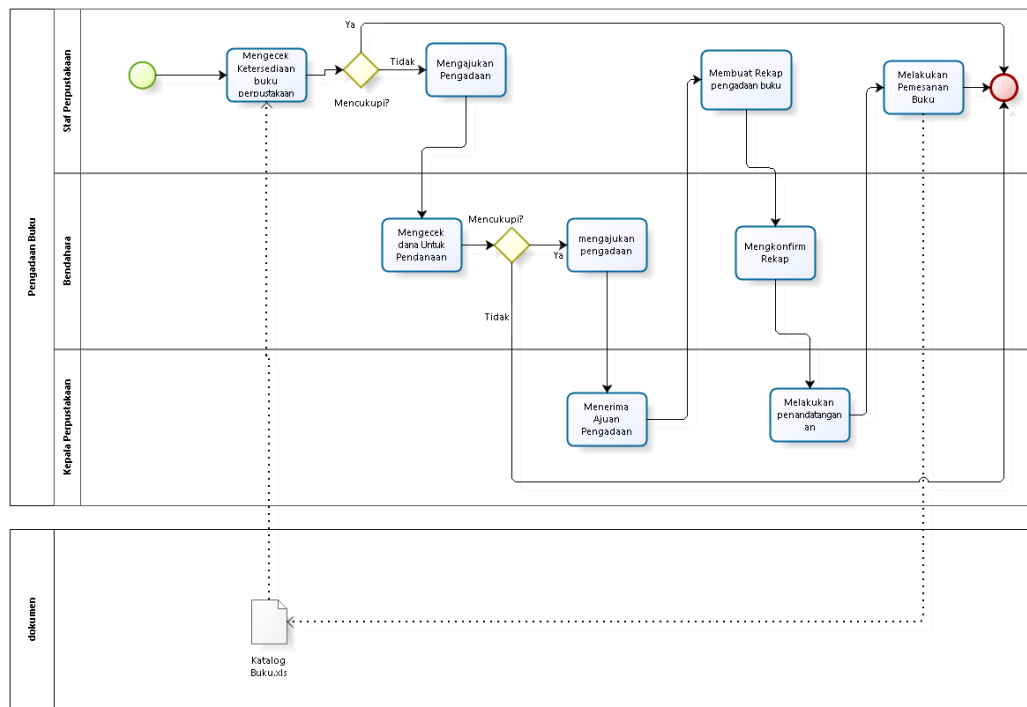 Pengadaan Buku
Staf Perpustakaan
Mengecek
Ketersediaan
buku
perpustakaan
Ya
Mencukupi?
Tidak
Mengajukan
Pengadaan
Membuat Rekap
pengadaan buku
Melakukan
Pemesanan
Buku
Bendahara
Mengecek
dana Untuk
Pendanaan
Mencukupi?
Ya
Tidak
mengajukan
pengadaan
Mengkonfirm
Rekap
Kepala Perpustakaan
Menerima
Ajuan
Pengadaan
Melakukan
penandatangan
an
dokumen
Katalog
Buku.xls